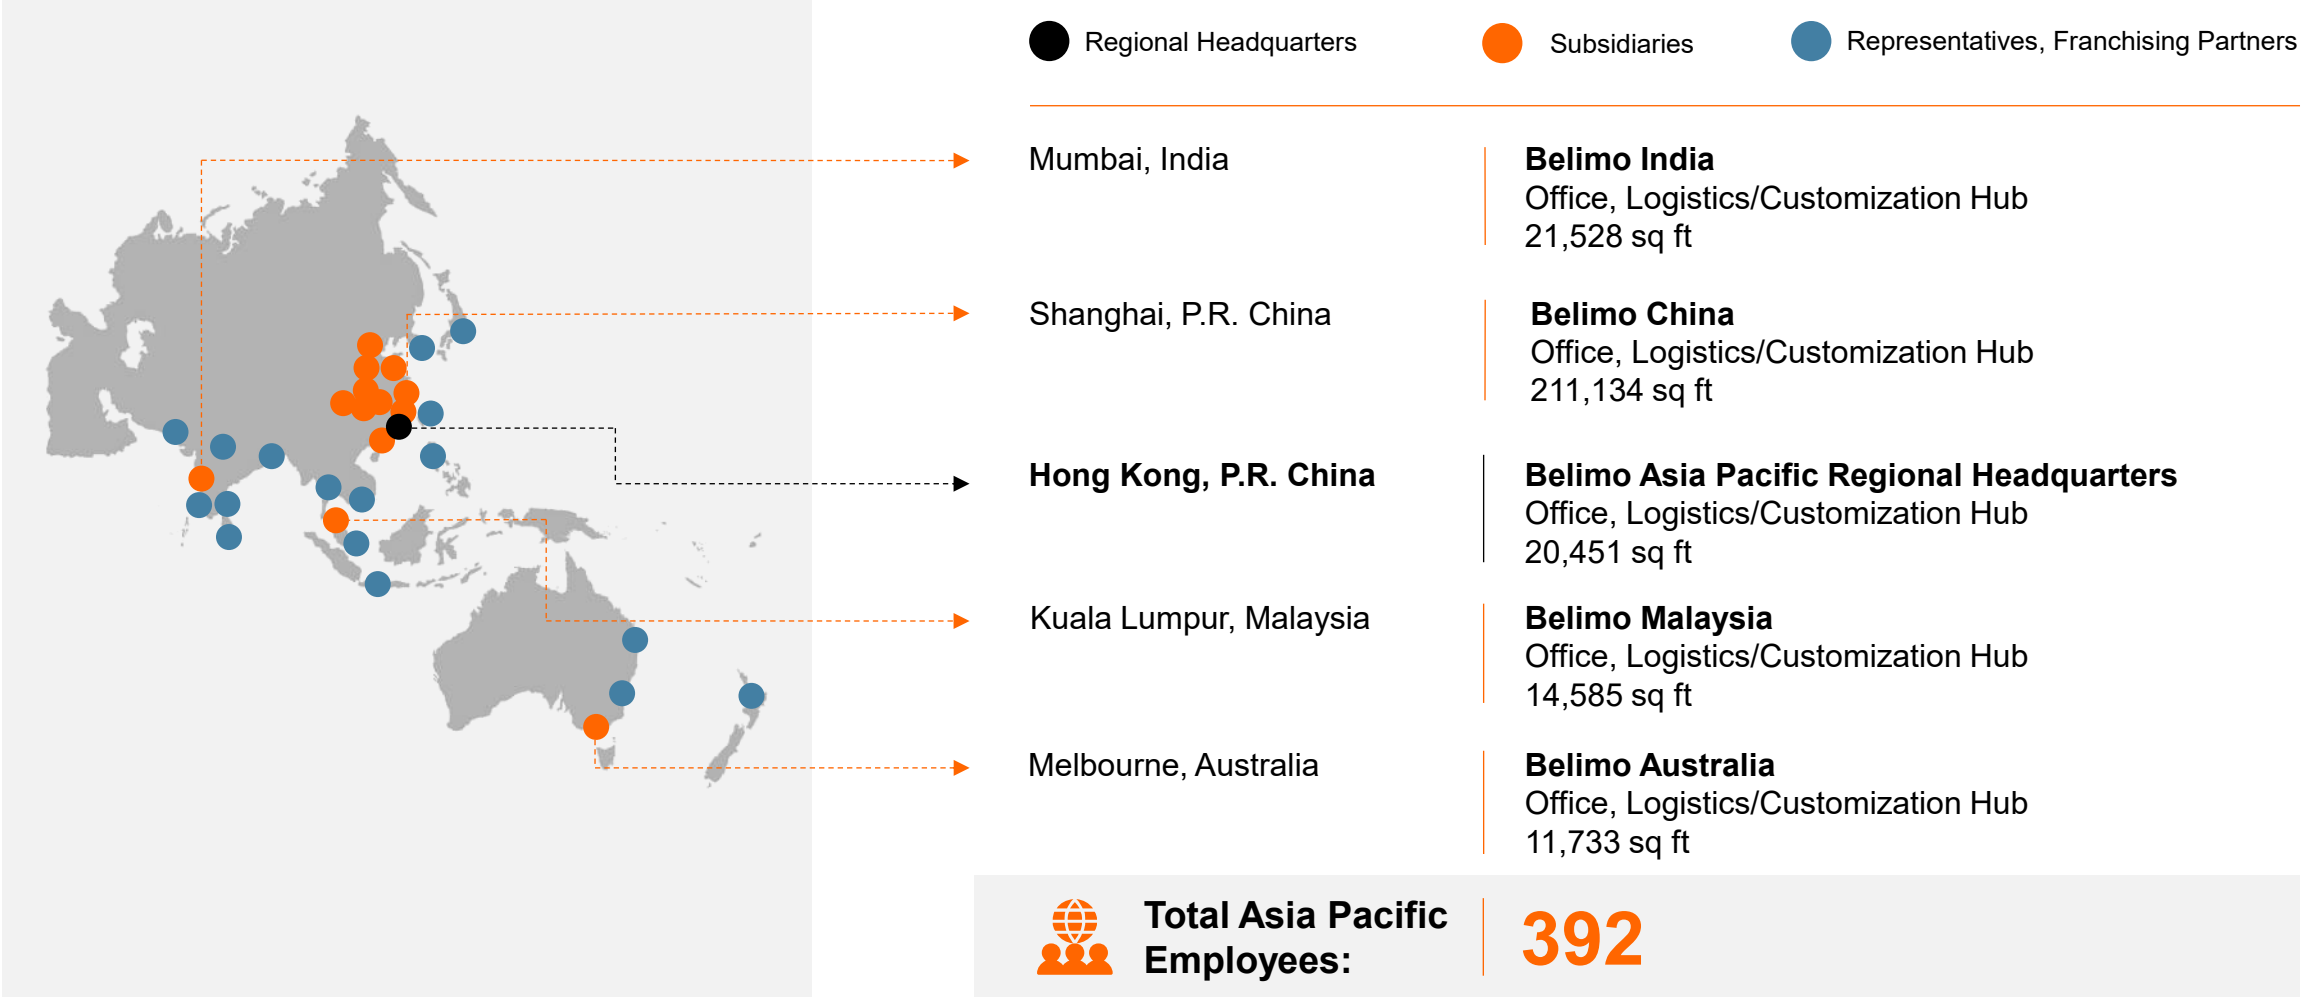 Regional Headquarters
Subsidiaries
Representatives, Franchising Partners
Mumbai, India
Belimo India
Office, Logistics/Customization Hub
21,528 sq ft
Shanghai, P.R. China
Belimo China
Office, Logistics/Customization Hub
211,134 sq ft
Hong Kong, P.R. China
Belimo Asia Pacific Regional Headquarters
Office, Logistics/Customization Hub
20,451 sq ft
Kuala Lumpur, Malaysia
Belimo Malaysia
Office, Logistics/Customization Hub
14,585 sq ft
Melbourne, Australia
Belimo Australia
Office, Logistics/Customization Hub
11,733 sq ft
Total Asia Pacific
Employees:
392